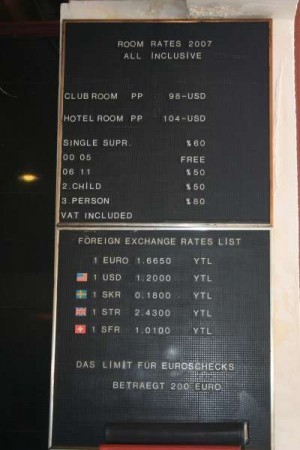 ROOM RATES 2007
ALL INCLUSIVE
CLUB ROOM PP 98-USD
HOTEL ROOM PP 104-USD
SINGLE SUPR. %60
00 05 FREE
06 11 %50
2.CHILD %50
3.PERSON %80
VAT INCLUDED
FOREIGN EXCHANGE RATES LIST
1 EURO 1.6650 YTL
1 USD 1.2000 YTL
1 SKR 0.1800 YTL
1 STR 2.4300 YTL
1 SFR 1.0100 YTL
DAS LİMİT FÜR EUROSCHECKS
BETRAEGT 200 EURO.